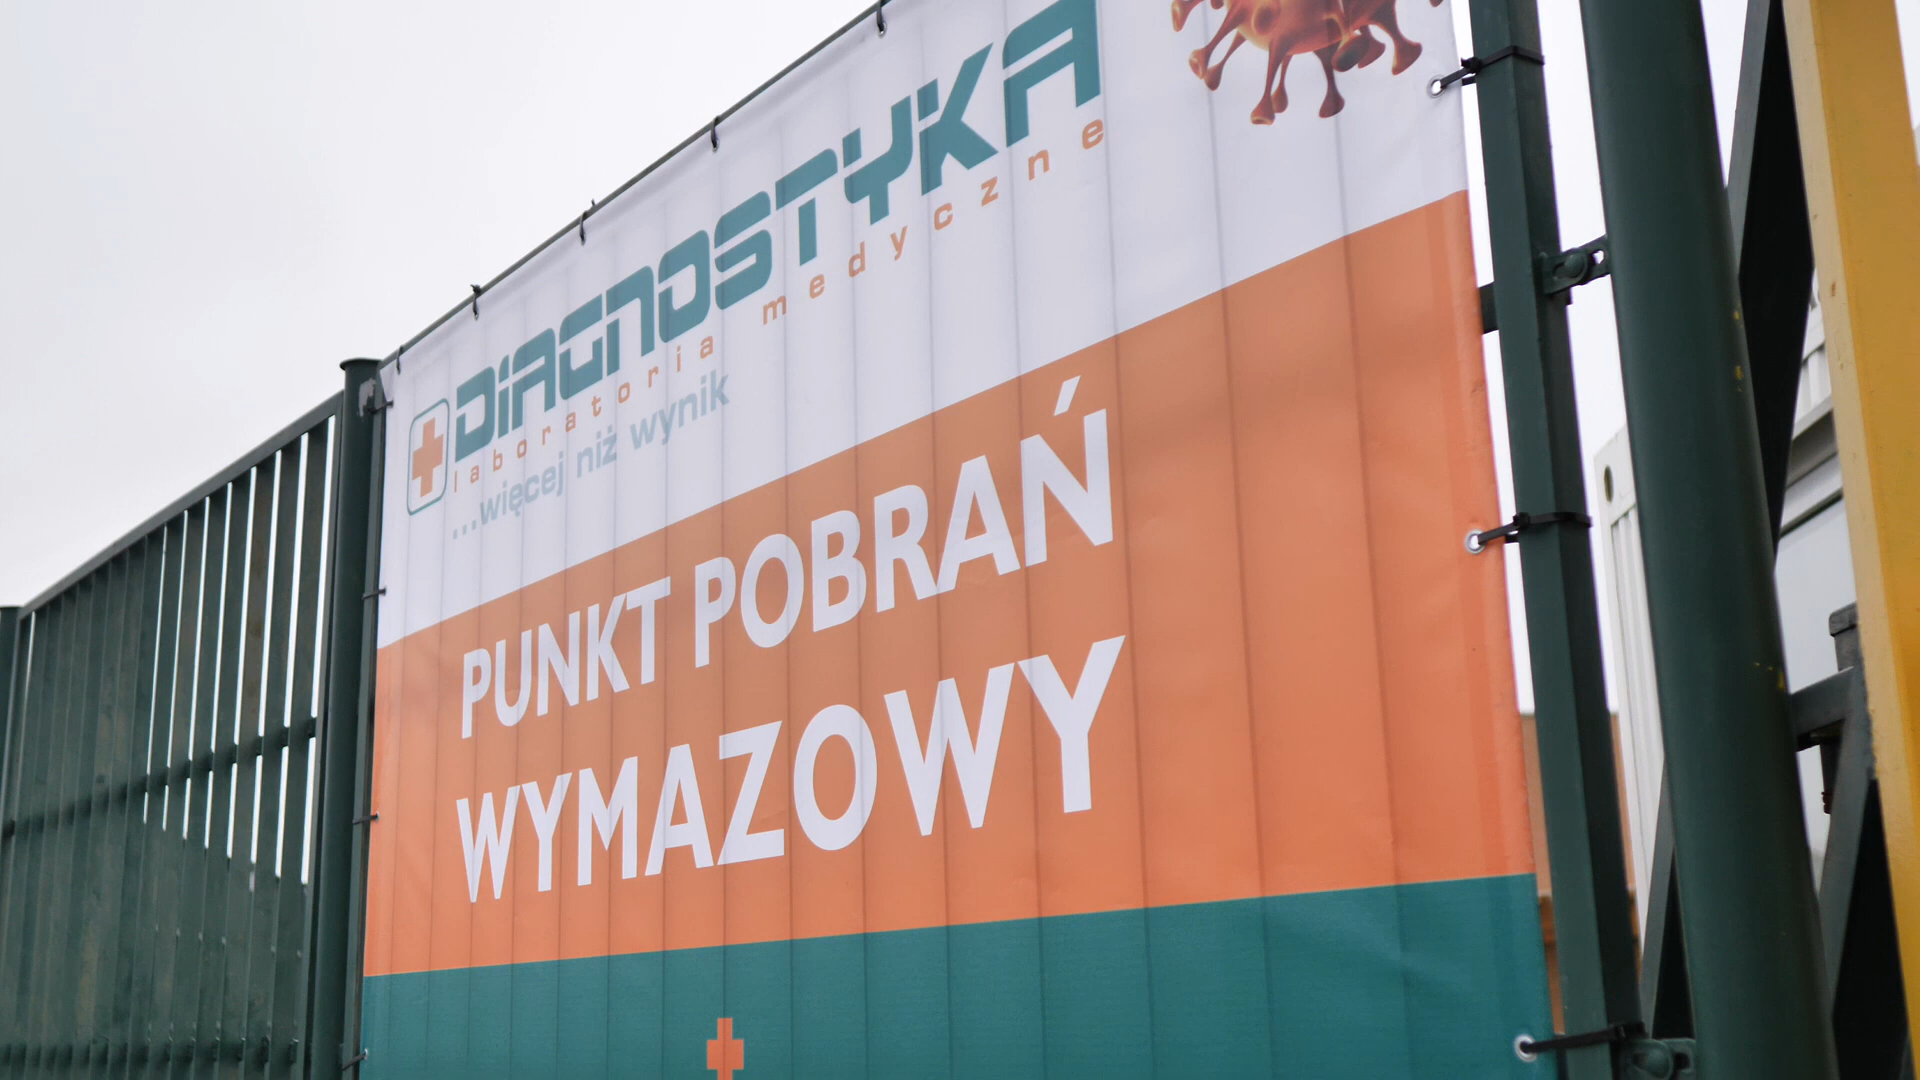 DIAGNOSTYKA
laboratoria medyczne
...więcej niż wynik
PUNKT POBRAŃ
WYMAZOWY